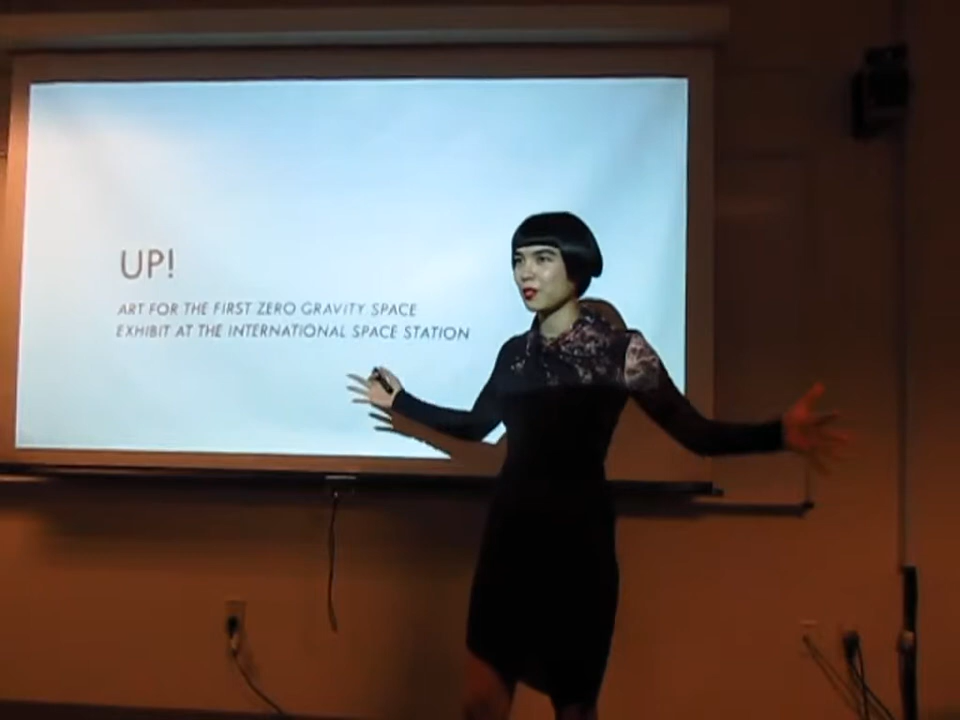 UP!
ART FOR THE FIRST ZERO GRAVITY SPACE
EXHIBIT AT THE INTERNATIONAL SPACE STATION